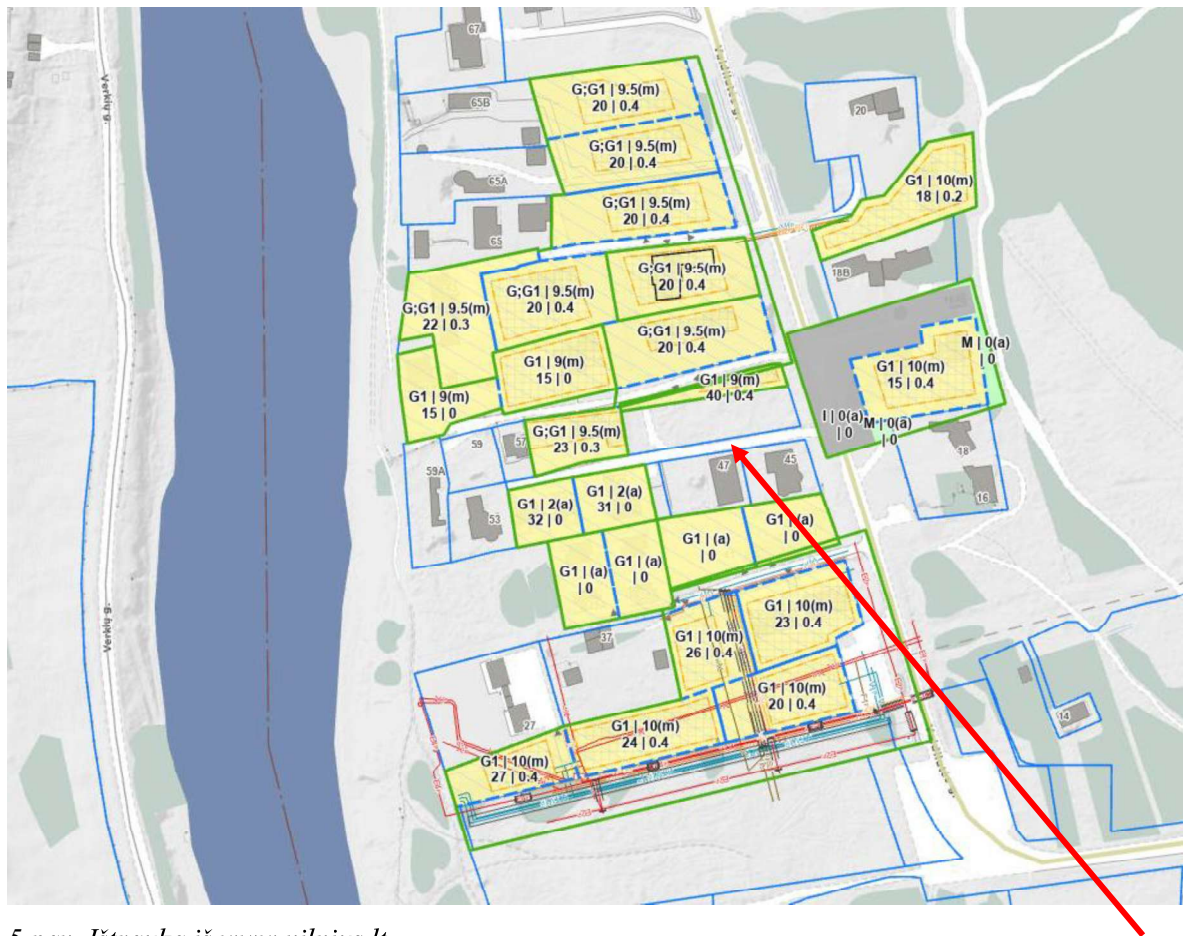 67
Verkių g.
65B
G;G1 | 9.5(m)
20 | 0.4
20
G;G1 | 9.5(m)
20 | 0.4
65A
G1 | 10(m)
18 | 0.2
G;G1 | 9.5(m)
20 | 0.4
65
18B
G;G1 | 9.5(m)
20 | 0.4
G;G1 | 9.5(m)
20 | 0.4
G;G1 | 9.5(m)
22 | 0.3
G;G1 | 9.5(m)
20 | 0.4
M | 0(a)
| 0
G1 | 9(m)
15 | 0
G1 | 10(m)
15 | 0.4
G1 | 9(m)
40 | 0.4
G1 | 9(m)
15 | 0
I | 0(a)
| 0
M | 0(a)
| 0
G;G1 | 9.5(m)
23 | 0.3
59
57
18
59A
47
45
16
G1 | 2(a)
31 | 0
G1 | 2(a)
32 | 0
53
G1 | (a)
| 0
G1 | (a)
| 0
G1 | (a)
| 0
G1 | (a)
| 0
Verkių g.
G1 | 10(m)
23 | 0.4
37
G1 | 10(m)
26 | 0.4
G1 | 10(m)
20 | 0.4
14
27
G1 | 10(m)
24 | 0.4
G1 | 10(m)
27 | 0.4